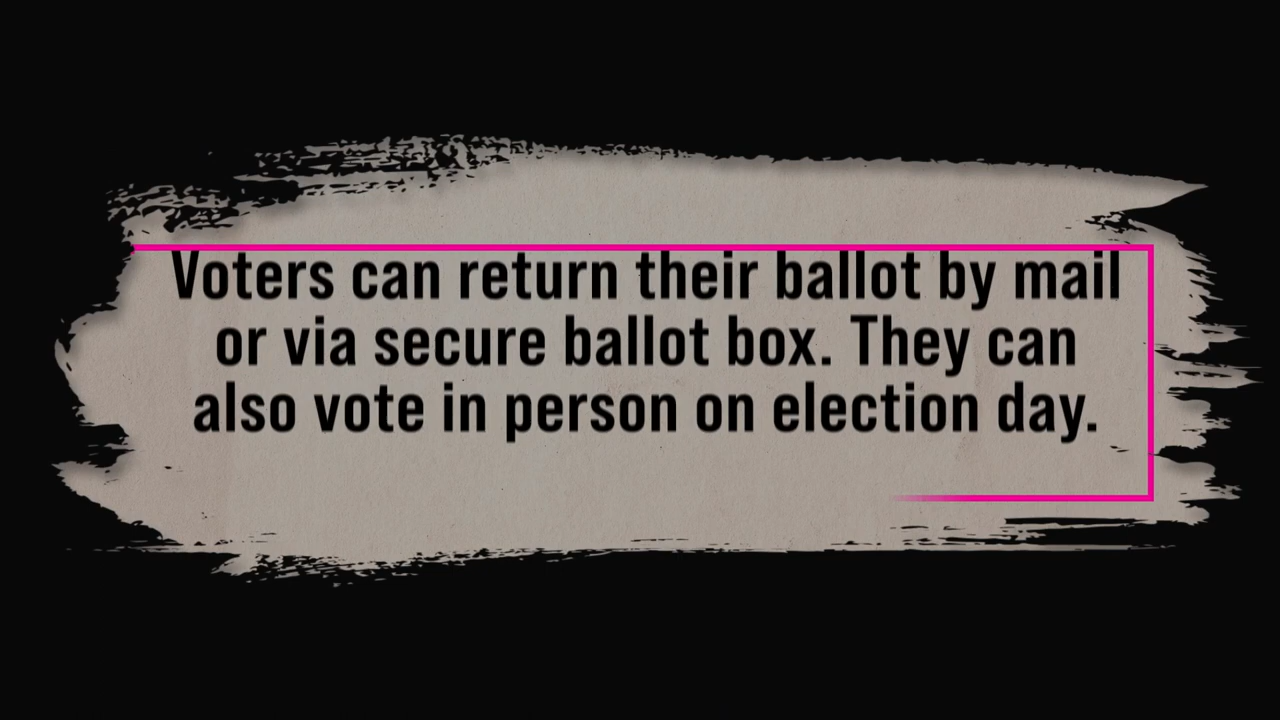 Voters can return their ballot by mail
or via secure ballot box. They can
also vote in person on election day.